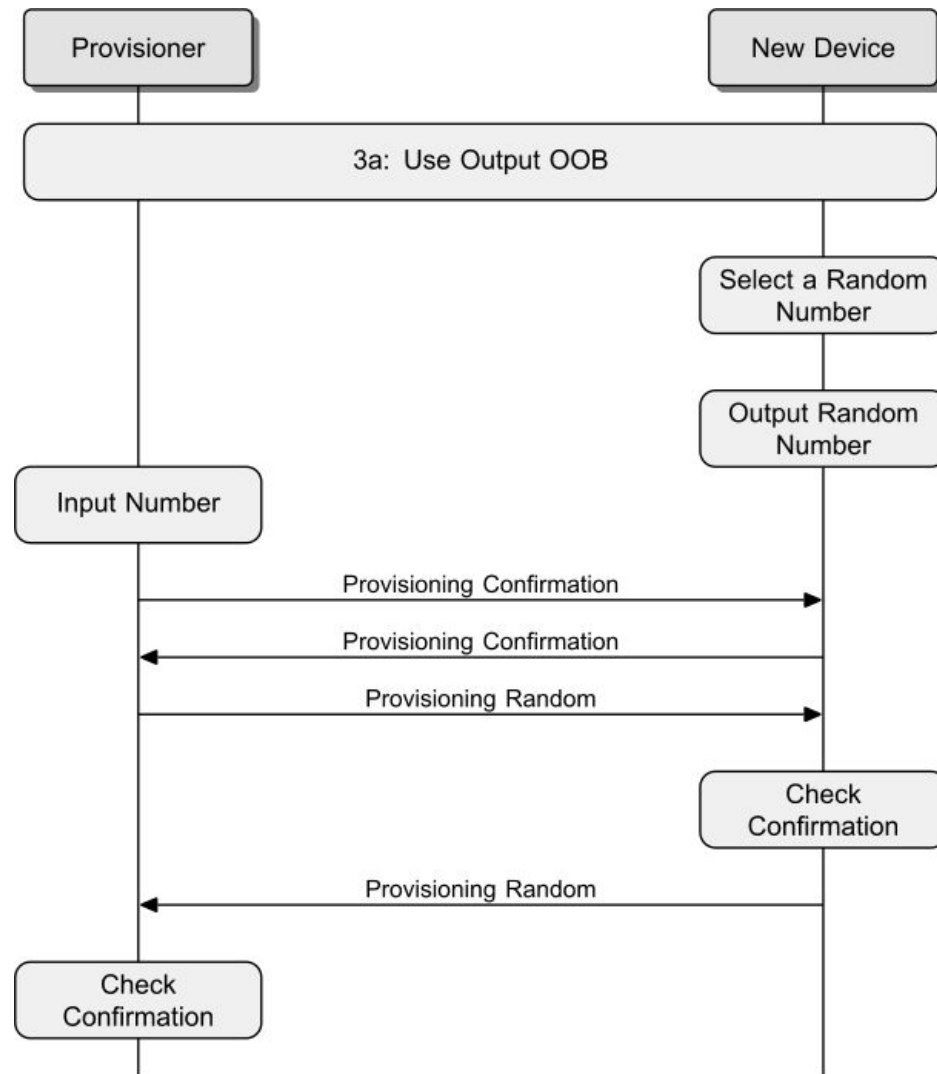 Provisioner
New Device
3a: Use Output OOB
Select a Random
Number
Output Random
Number
Input Number
Provisioning Confirmation
Provisioning Confirmation
Provisioning Random
Check
Confirmation
Provisioning Random
Check
Confirmation